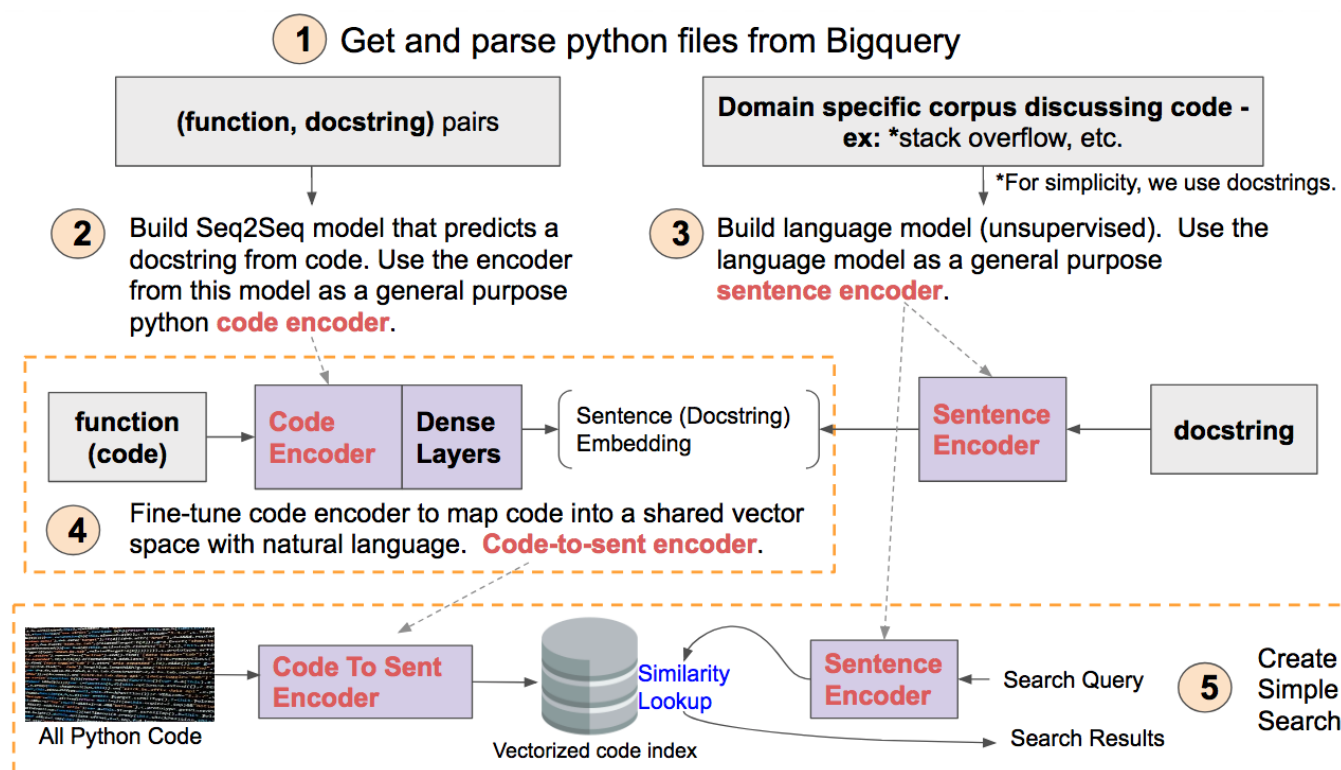 1 Get and parse python files from Bigquery
(function, docstring) pairs
Domain specific corpus discussing code -
ex: *stack overflow, etc.
*For simplicity, we use docstrings.
2
Build Seq2Seq model that predicts a
docstring from code. Use the encoder
from this model as a general purpose
python code encoder.
3
Build language model (unsupervised). Use the
language model as a general purpose
sentence encoder.
function
(code)
Code
Encoder
Dense
Layers
Sentence (Docstring)
Embedding
Sentence
Encoder
docstring
4
Fine-tune code encoder to map code into a shared vector
space with natural language. Code-to-sent encoder.
All Python Code
Code To Sent
Encoder
Vectorized code index
Similarity
Lookup
Sentence
Encoder
Search Query
Search Results
5
Create
Simple
Search